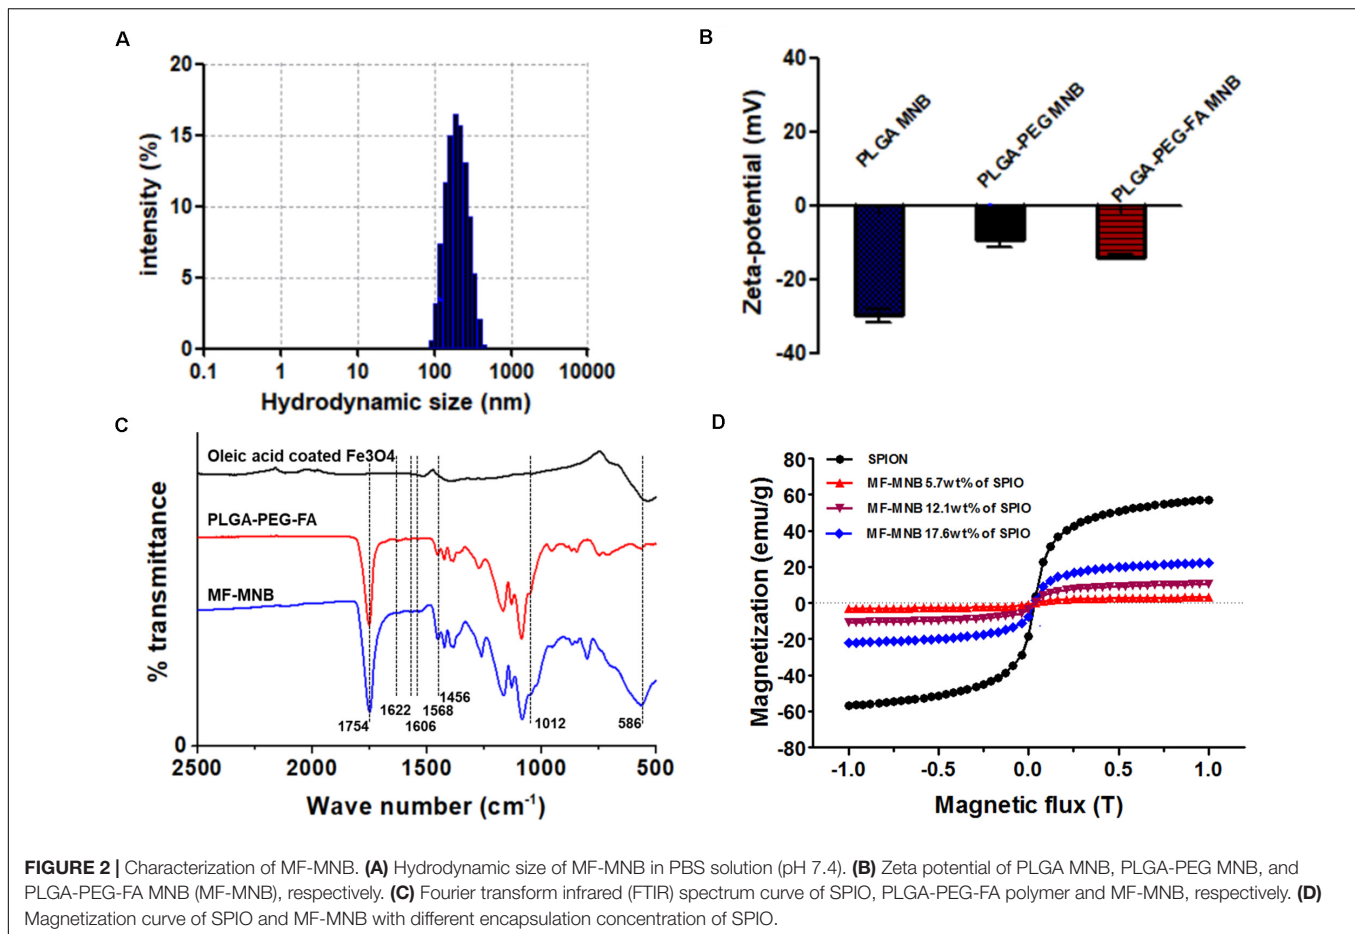 A
20
15
10
5
0
intensity (%)
0.1 1 10 100 1000 10000
Hydrodynamic size (nm)
B
40
20
0
-20
-40
Zeta-potential (mV)
PLGA MNB
PLGA-PEG MNB
PLGA-PEG-FA MNB
C
% transmittance
Oleic acid coated Fe3O4
PLGA-PEG-FA
MF-MNB
1754
1622
1606
1568
1456
1012
586
0
2500 2000 1500 1000 500
Wave number (cm-1)
D
80
60
40
20
0
-20
-40
-60
-80
Magnetization (emu/g)
SPION
MF-MNB 5.7wt% of SPIO
MF-MNB 12.1wt% of SPIO
MF-MNB 17.6wt% of SPIO
-1.0 -0.5 0.0 0.5 1.0
Magnetic flux (T)
FIGURE 2 | Characterization of MF-MNB. (A) Hydrodynamic size of MF-MNB in PBS solution (pH 7.4). (B) Zeta potential of PLGA MNB, PLGA-PEG MNB, and
PLGA-PEG-FA MNB (MF-MNB), respectively. (C) Fourier transform infrared (FTIR) spectrum curve of SPIO, PLGA-PEG-FA polymer and MF-MNB, respectively. (D)
Magnetization curve of SPIO and MF-MNB with different encapsulation concentration of SPIO.